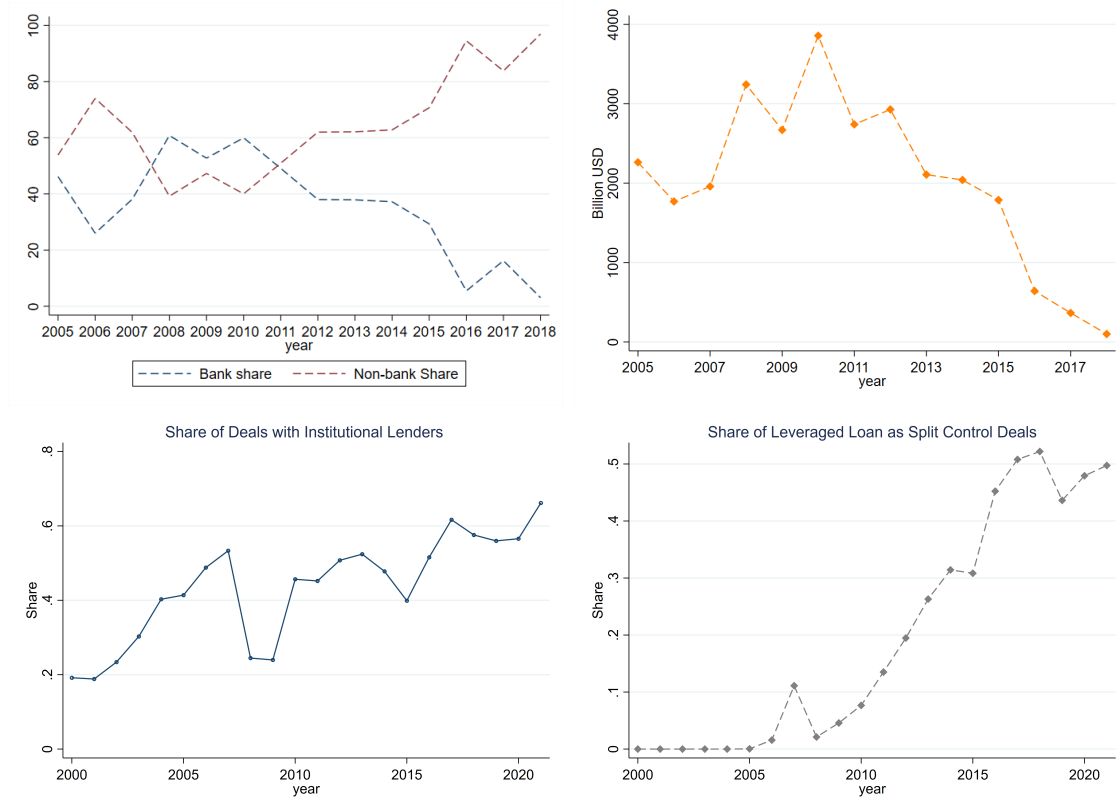 100
80
60
40
20
0
2005 2006 2007 2008 2009 2010 2011 2012 2013 2014 2015 2016 2017 2018
year
Bank share Non-bank Share
Billion USD
4000
3000
2000
1000
0
2005 2007 2009 2011 2013 2015 2017
year
Share of Deals with Institutional Lenders
Share
.8
.6
.4
.2
0
2000 2005 2010 2015 2020
year
Share of Leveraged Loan as Split Control Deals
Share
.5
.4
.3
.2
.1
0
2000 2005 2010 2015 2020
year